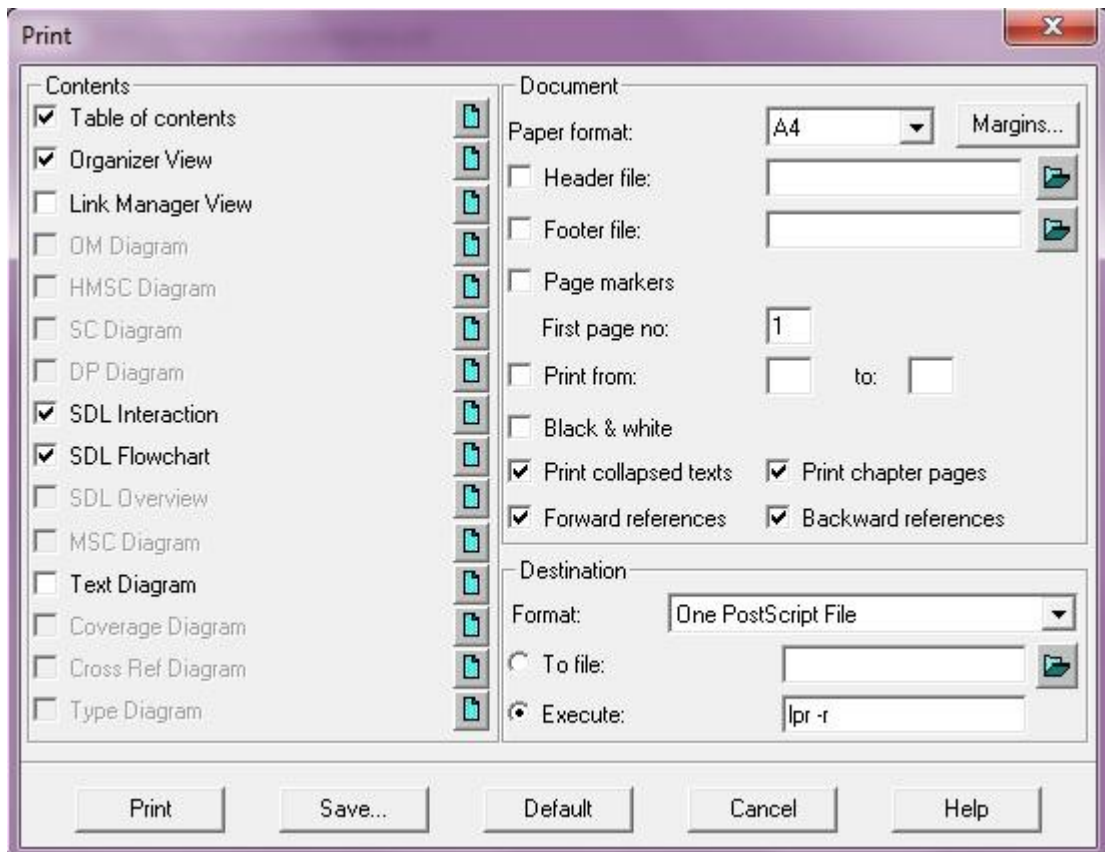 Print
Contents
Table of contents
Organizer View
Link Manager View
OM Diagram
HMSC Diagram
SC Diagram
DP Diagram
SDL Interaction
SDL Flowchart
SDL Overview
MSC Diagram
Text Diagram
Coverage Diagram
Cross Ref Diagram
Type Diagram
Document
Paper format: A4 Margins...
Header file:
Footer file:
Page markers
First page no: 1
Print from: to:
Black & white
Print collapsed texts Print chapter pages
Forward references Backward references
Destination
Format: One PostScript File
To file:
Execute: lpr -r
Print Save... Default Cancel Help